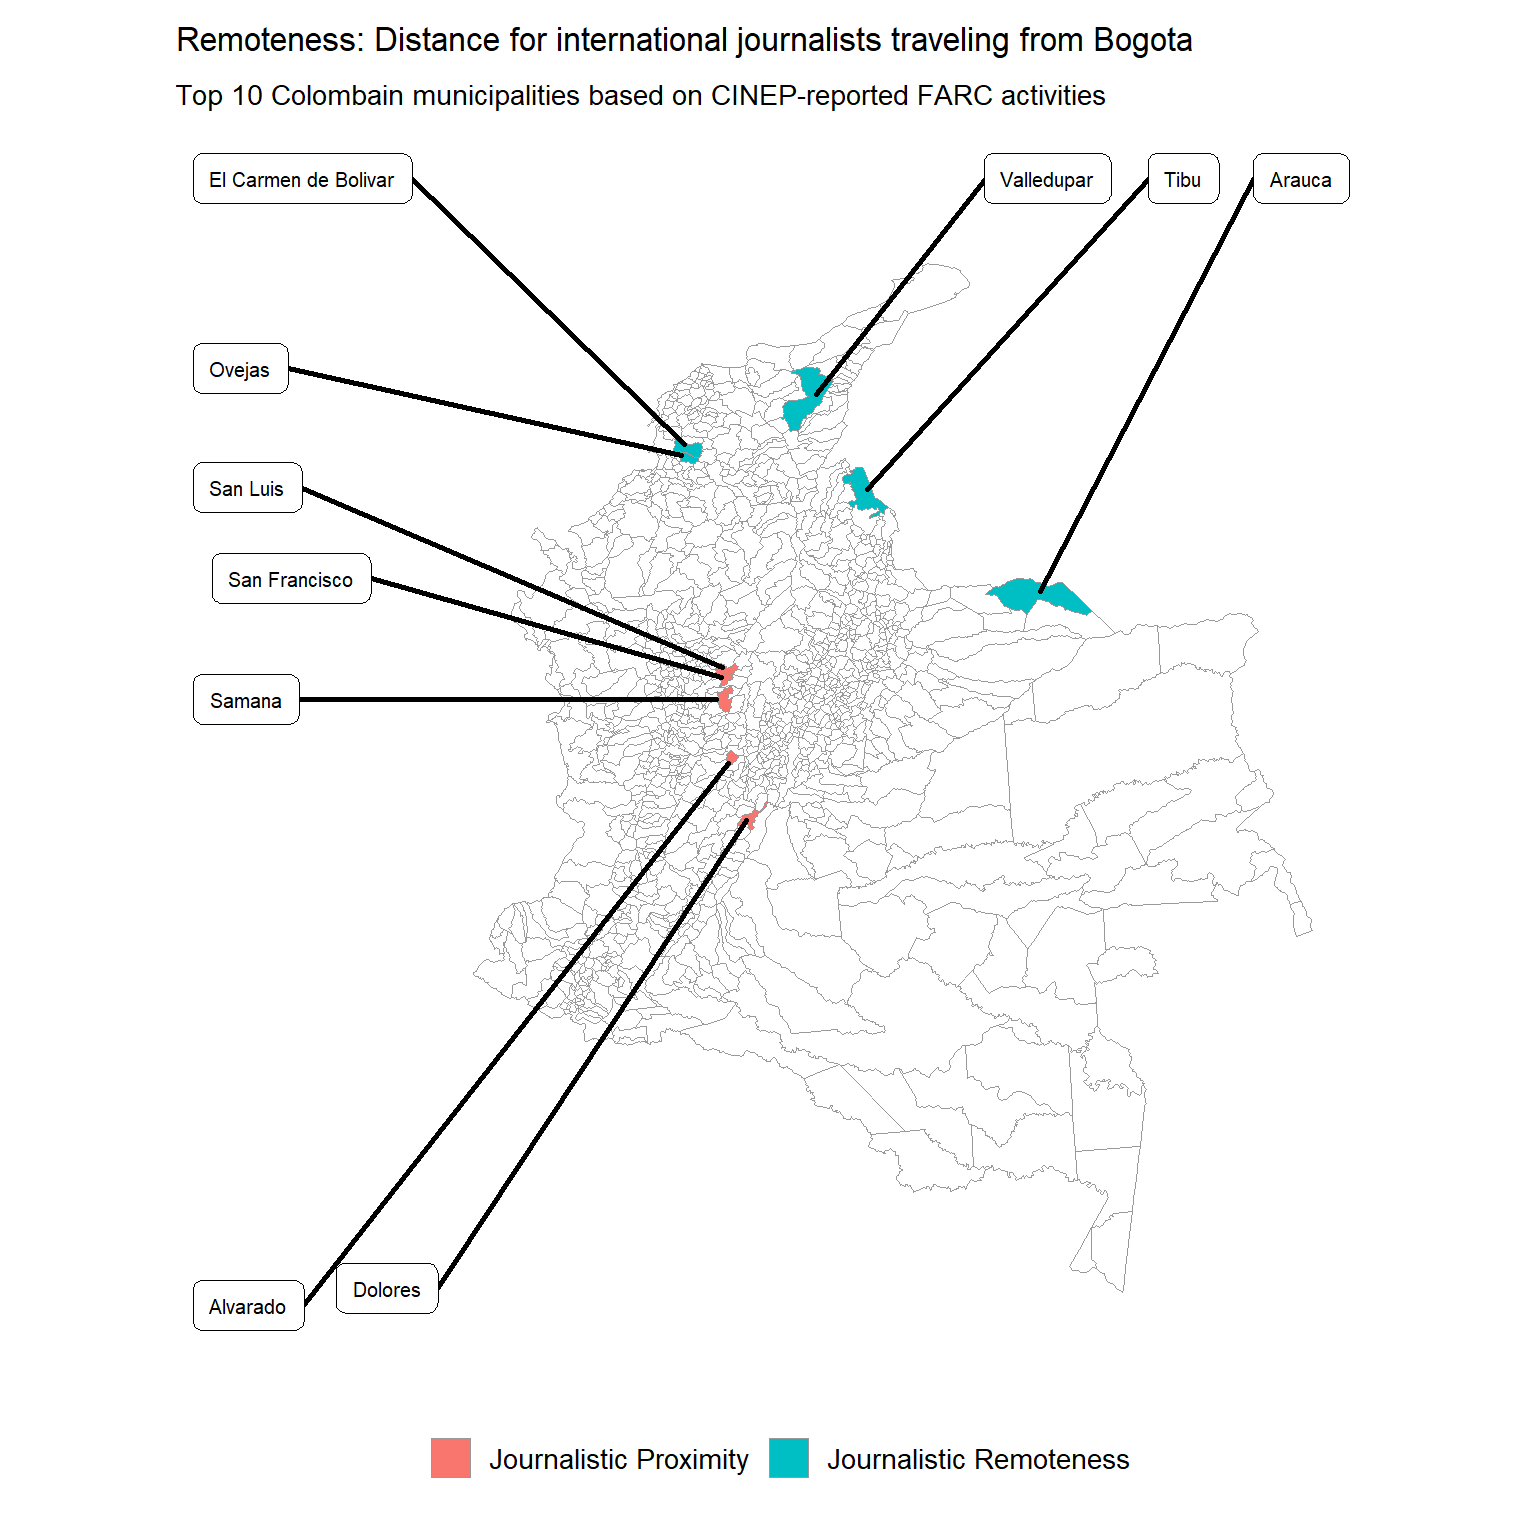 Remoteness: Distance for international journalists traveling from Bogota
Top 10 Colombain municipalities based on CINEP-reported FARC activities
El Carmen de Bolivar
Valledupar
Tibu
Arauca
Ovejas
San Luis
San Francisco
Samana
Dolores
Alvarado
Journalistic Proximity
Journalistic Remoteness